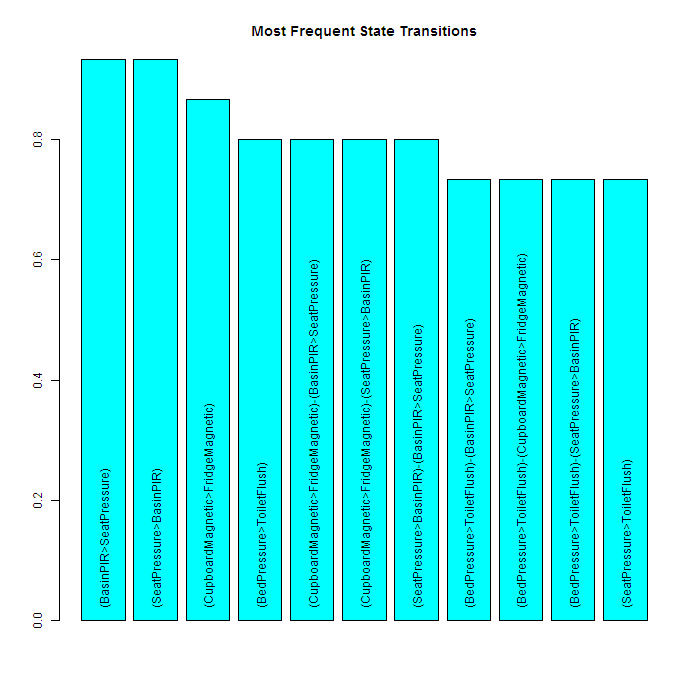 Most Frequent State Transitions
0.8
0.6
0.4
0.2
0.0
(BasinPIR>SeatPressure)
(SeatPressure>BasinPIR)
(CupboardMagnetic>FridgeMagnetic)
(BedPressure>ToiletFlush)
(CupboardMagnetic>FridgeMagnetic)-(BasinPIR>SeatPressure)
(CupboardMagnetic>FridgeMagnetic)-(SeatPressure>BasinPIR)
(SeatPressure>BasinPIR)-(BasinPIR>SeatPressure)
(BedPressure>ToiletFlush)-(BasinPIR>SeatPressure)
(BedPressure>ToiletFlush)-(CupboardMagnetic>FridgeMagnetic)
(BedPressure>ToiletFlush)-(SeatPressure>BasinPIR)
(SeatPressure>ToiletFlush)